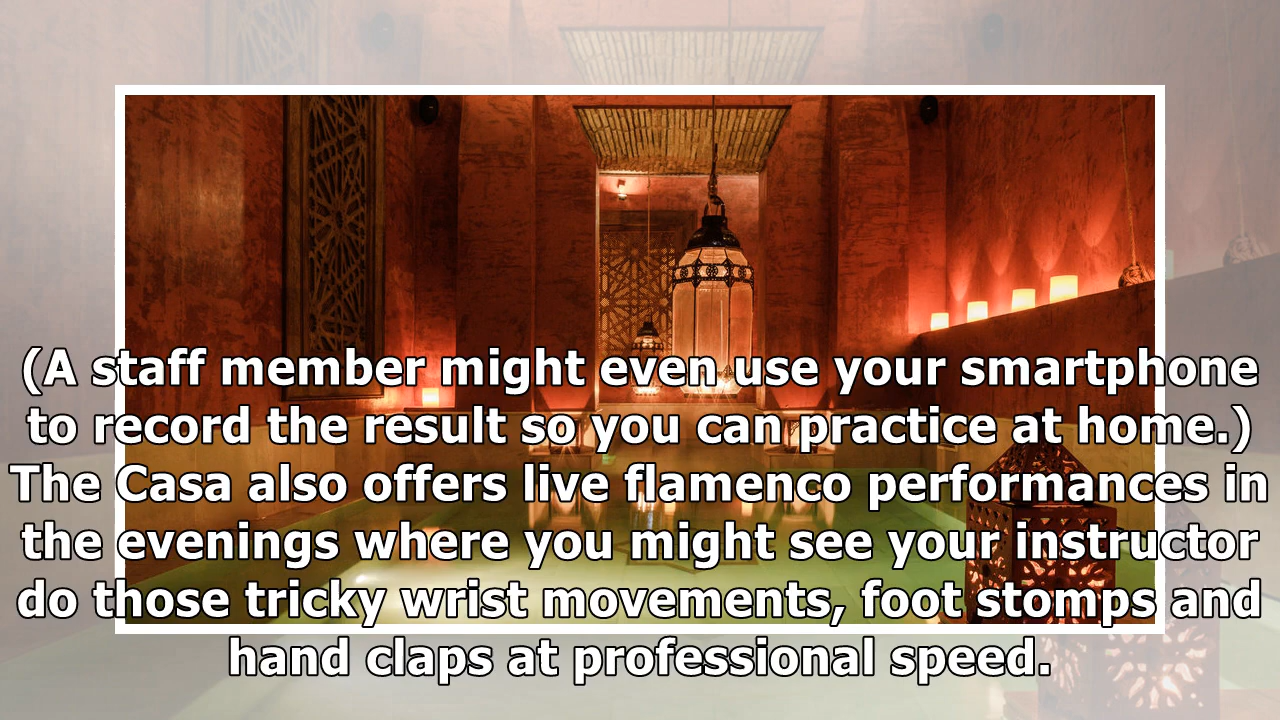 (A staff member might even use your smartphone
to record the result so you can practice at home.)
The Casa also offers live flamenco performances in
the evenings where you might see your instructor
do those tricky wrist movements, foot stomps and
hand claps at professional speed.